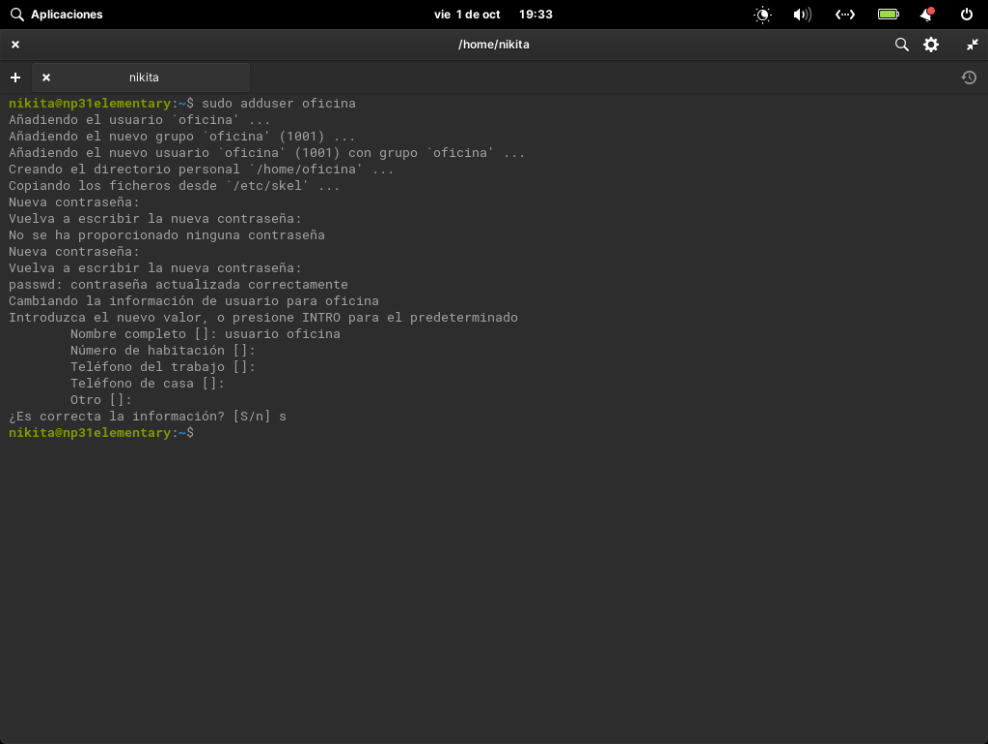 Aplicaciones vie 1 de oct 19:33
/home/nikita
nikita
nikita@np31elementary:~$ sudo adduser oficina
Añadiendo el usuario `oficina' ...
Añadiendo el nuevo grupo `oficina' (1001) ...
Añadiendo el nuevo usuario `oficina' (1001) con grupo `oficina' ...
Creando el directorio personal `/home/oficina' ...
Copiando los ficheros desde `/etc/skel' ...
Nueva contraseña:
Vuelva a escribir la nueva contraseña:
No se ha proporcionado ninguna contraseña
Nueva contraseña:
Vuelva a escribir la nueva contraseña:
passwd: contraseña actualizada correctamente
Cambiando la información de usuario para oficina
Introduzca el nuevo valor, o presione INTRO para el predeterminado
Nombre completo []: usuario oficina
Número de habitación []:
Teléfono del trabajo []:
Teléfono de casa []:
Otro []:
¿Es correcta la información? [S/n] s
nikita@np31elementary:~$